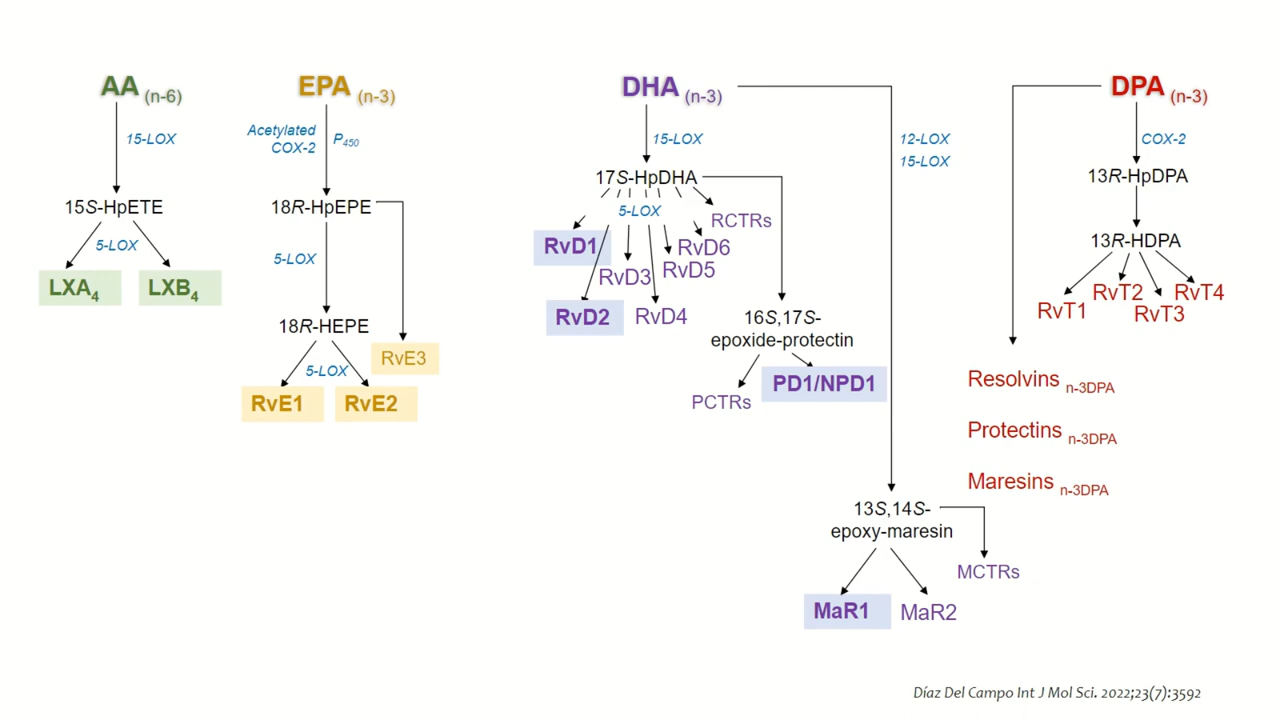 AA (n-6)
15-LOX
15S-HpETE
5-LOX
LXA4
LXB4
EPA (n-3)
Acetylated
COX-2
P450
18R-HpEPE
5-LOX
18R-HEPE
RvE3
5-LOX
RvE1
RvE2
DHA (n-3)
15-LOX
12-LOX
15-LOX
17S-HpDHA
5-LOX
RCTRs
RvD1
RvD6
RvD3
RvD5
RvD2
RvD4
16S,17S-
epoxide-protectin
PD1/NPD1
PCTRs
13S,14S-
epoxy-maresin
MCTRs
MaR1
MaR2
DPA (n-3)
COX-2
13R-HpDPA
13R-HDPA
RvT1
RvT2
RvT3
RvT4
Resolvins n-3DPA
Protectins n-3DPA
Maresins n-3DPA
Díaz Del Campo Int J Mol Sci. 2022;23(7):3592